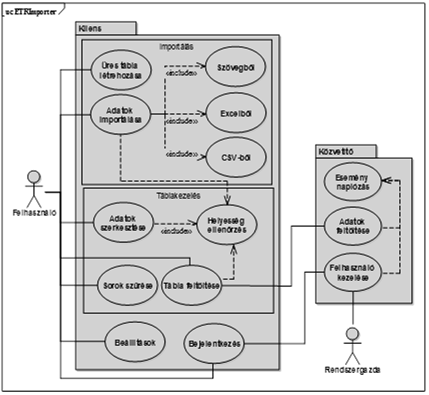 uc ETRImporter
Kliens
Importálás
Üres tábla
létrehozása
Szövegből
«include»
Adatok
importálása
Excelből
«include»
CSV-ből
«include»
Közvetítő
Esemény
naplózás
Felhasználó
Táblakezelés
Adatok
szerkesztése
«include»
Helyesség
ellenőrzés
Adatok
feltöltése
Sorok szűrése
Tábla feltöltése
Felhasználó
kezelése
Beállítások
Bejelentkezés
Rendszergazda